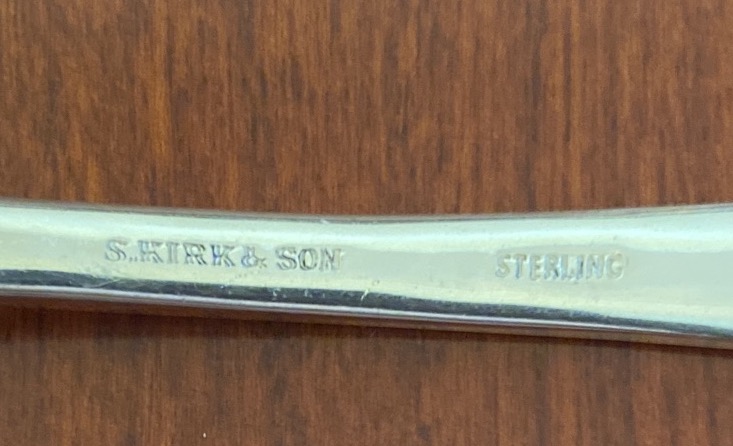 S. KIRK & SON STERLING